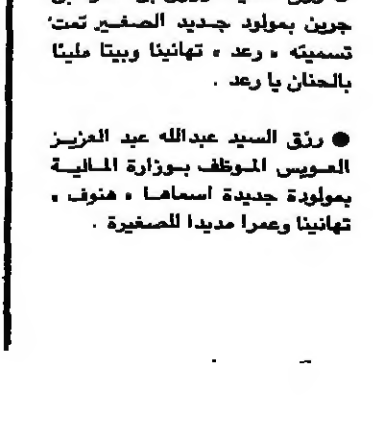 جرين بمولود جديد الصغير تمت
تسميته « رعد » تهانينا وبيتا مليئا
بالحنان يا رعد .
● رزق السيد عبدالله عبد العزيز
العويس الموظف بوزارة المالية
بمولودة جديدة اسماها « هنوف »
تهانينا وعمرا مديدا للصغيرة .